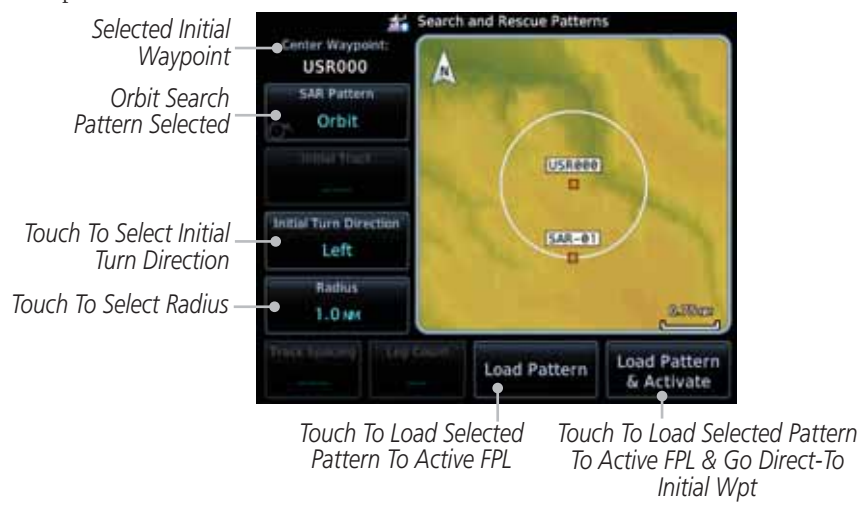 Search and Rescue Patterns
Selected Initial
Waypoint
Center Waypoint:
USR000
N
Orbit Search
Pattern Selected
SAR Pattern
Orbit
Initial Track
USR000
Touch To Select Initial
Turn Direction
Initial Turn Direction
Left
SAR-01
Touch To Select Radius
Radius
1.0 NM
0.75NM
Track Spacing
Leg Count
Load Pattern
Load Pattern
& Activate
Touch To Load Selected
Pattern To Active FPL
Touch To Load Selected Pattern
To Active FPL & Go Direct-To
Initial Wpt